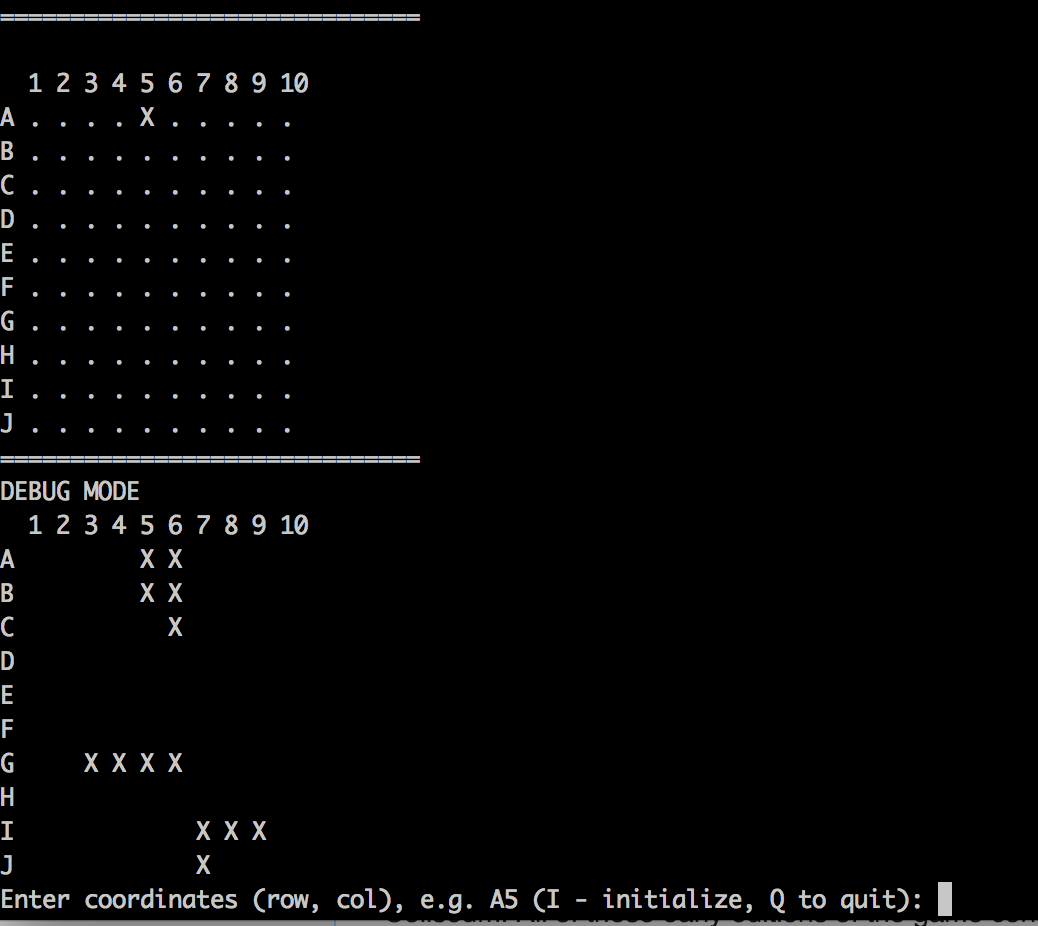 ==============================
  1 2 3 4 5 6 7 8 9 10
A . . . . X . . . . .
B . . . . . . . . . .
C . . . . . . . . . .
D . . . . . . . . . .
E . . . . . . . . . .
F . . . . . . . . . .
G . . . . . . . . . .
H . . . . . . . . . .
I . . . . . . . . . .
J . . . . . . . . . .
==============================
DEBUG MODE
  1 2 3 4 5 6 7 8 9 10
A         X X
B         X X
C           X
D
E
F
G     X X X X
H
I             X X X
J             X
Enter coordinates (row, col), e.g. A5 (I - initialize, Q to quit):